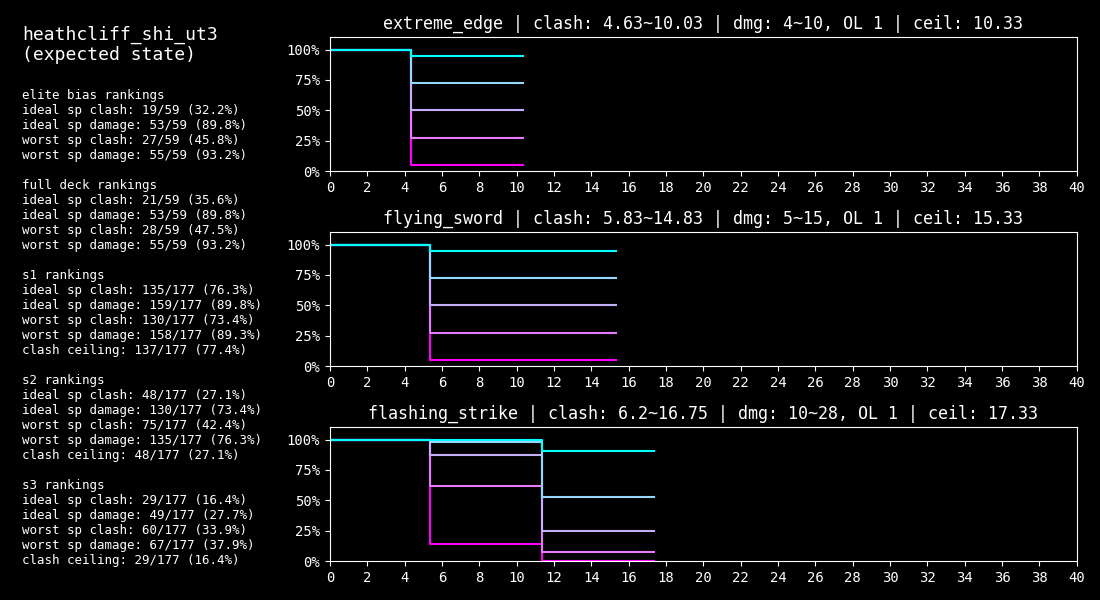 heathcliff_shi_ut3
(expected state)
elite bias rankings
ideal sp clash: 19/59 (32.2%)
ideal sp damage: 53/59 (89.8%)
worst sp clash: 27/59 (45.8%)
worst sp damage: 55/59 (93.2%)
full deck rankings
ideal sp clash: 21/59 (35.6%)
ideal sp damage: 53/59 (89.8%)
worst sp clash: 28/59 (47.5%)
worst sp damage: 55/59 (93.2%)
s1 rankings
ideal sp clash: 135/177 (76.3%)
ideal sp damage: 159/177 (89.8%)
worst sp clash: 130/177 (73.4%)
worst sp damage: 158/177 (89.3%)
clash ceiling: 137/177 (77.4%)
s2 rankings
ideal sp clash: 48/177 (27.1%)
ideal sp damage: 130/177 (73.4%)
worst sp clash: 75/177 (42.4%)
worst sp damage: 135/177 (76.3%)
clash ceiling: 48/177 (27.1%)
s3 rankings
ideal sp clash: 29/177 (16.4%)
ideal sp damage: 49/177 (27.7%)
worst sp clash: 60/177 (33.9%)
worst sp damage: 67/177 (37.9%)
clash ceiling: 29/177 (16.4%)
extreme_edge | clash: 4.63~10.03 | dmg: 4~10, OL 1 | ceil: 10.33
100%
75%
50%
25%
0%
0 2 4 6 8 10 12 14 16 18 20 22 24 26 28 30 32 34 36 38 40
flying_sword | clash: 5.83~14.83 | dmg: 5~15, OL 1 | ceil: 15.33
100%
75%
50%
25%
0%
0 2 4 6 8 10 12 14 16 18 20 22 24 26 28 30 32 34 36 38 40
flashing_strike | clash: 6.2~16.75 | dmg: 10~28, OL 1 | ceil: 17.33
100%
75%
50%
25%
0%
0 2 4 6 8 10 12 14 16 18 20 22 24 26 28 30 32 34 36 38 40